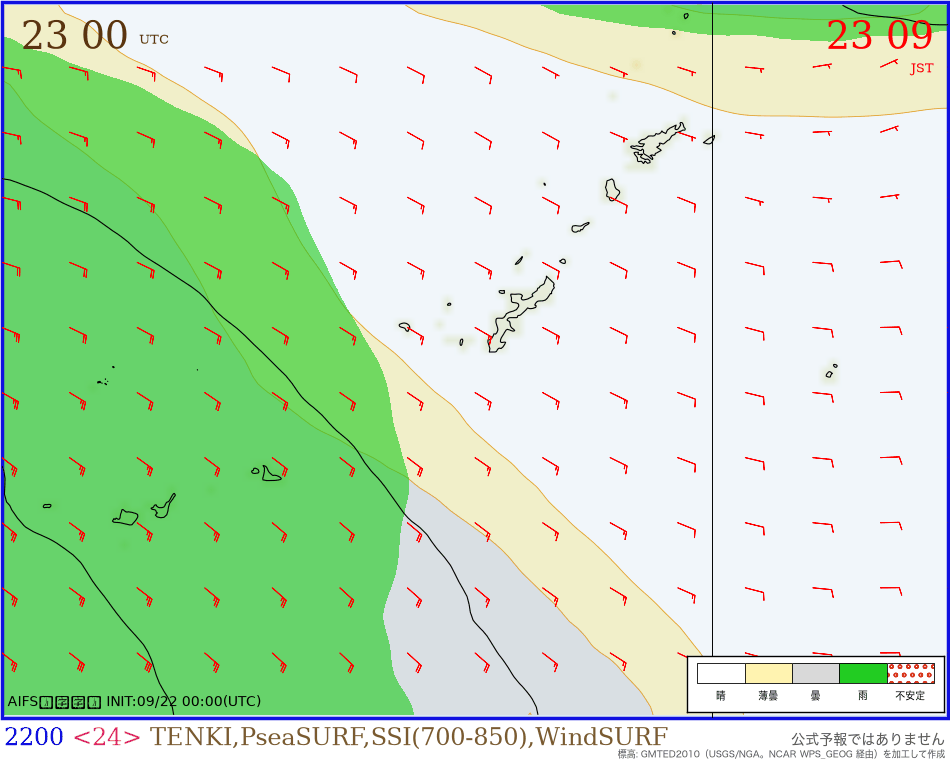 23 00 UTC
23 09
JST
晴 薄曇 曇 雨 不安定
AIFS INIT:09/22 00:00(UTC)
2200 <24> TENKI,PseaSURF,SSI(700-850),WindSURF
公式予報ではありません
標高: GMTED2010（USGS/NGA。NCAR WPS_GEOG 経由）を加工して作成